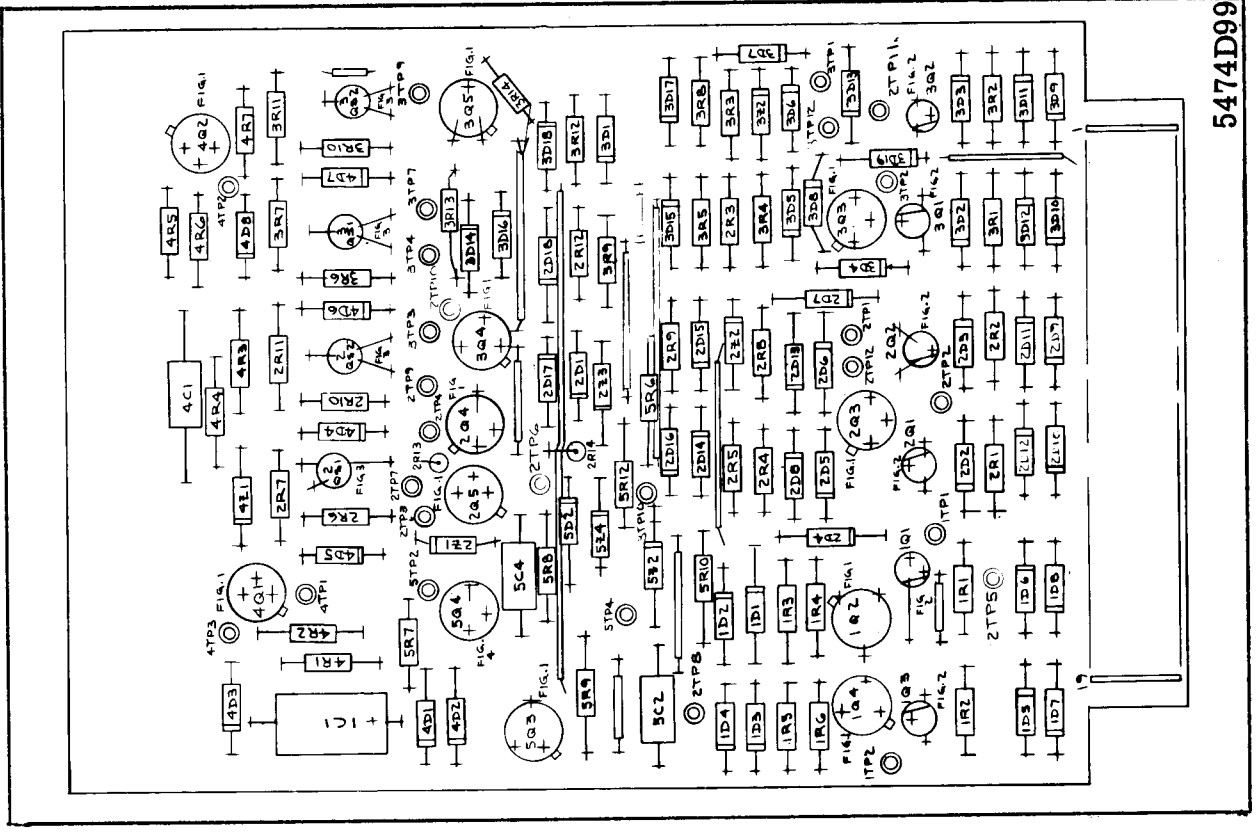 5474D99
3D7
3TP1
2TP11
FIG.2
3Q2
3D17
3R8
3R3
3Z2
3D6
3TP12
3D13
3D3
3R2
3D11
3D9
3TP9
3Q5
FIG.1
3R14
3D18
3R12
3D1
4Q2
FIG.1
4R7
3R11
3QS2
FIG. 3
3R10
4D7
4TP2
4R5
4R6
4D8
3R7
3QS1
FIG. 3
3R6
4D6
3TP7
3TP4
3R13
3D14
3D16
2TP10
2D18
2R12
3R9
3D15
3R5
2R3
3R4
3D5
3D8
3Q3
FIG.1
3TP2
3D19
3Q1
FIG.2
3D2
3R1
3D12
3D10
3D4
2D7
4C1
4R4
4R3
2R11
2QS2
FIG. 3
2R10
4D4
3TP3
3Q4
FIG.1
2TP9
2TP4
2Q4
FIG.
2D17
2D1
2Z3
5R6
2R9
2D15
2Z2
2R8
2D13
2D6
2TP1
2TP12
2Q2
FIG.2
2TP2
2D3
2R2
2D11
2D9
4Z1
2R7
2QS1
FIG.3
2R6
4D5
2R13
2TP7
2TP3
FIG.1
2Q5
2TP6
2R14
5R12
3TP10
2D16
2D14
2R5
2R4
2D8
2D5
2Q3
FIG.1
2Q1
FIG.2
2D2
2R1
2D12
2D10
1TP1
2D4
4Q1
FIG.1
4TP1
4TP3
4R2
4R1
5TP2
2Z1
5Q4
FIG. 4
5R7
5C4
5R8
5D2
5Z4
5Z2
5TP4
5R10
1D2
1D1
1R3
1R4
1Q2
FIG.1
1Q1
FIG. 2
1R1
2TP5
1D6
1D8
4D3
1C1
+
4D1
4D2
5Q3
FIG.1
5R9
5C2
2TP8
1D4
1D3
1R5
1R6
1Q4
FIG.1
1TP2
1Q3
FIG.2
1R2
1D5
1D7
1
19